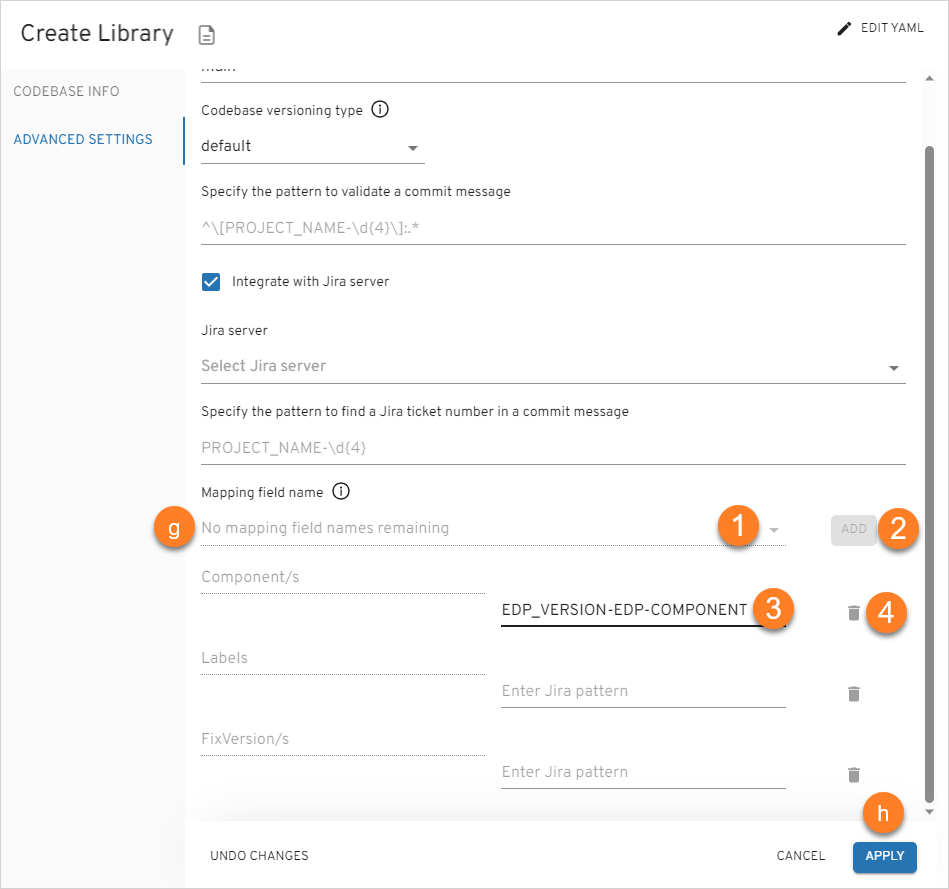 Create Library
EDIT YAML
CODEBASE INFO
ADVANCED SETTINGS
main
Codebase versioning type
default
Specify the pattern to validate a commit message
^\[PROJECT_NAME-\d{4}\]:.*
Integrate with Jira server
Jira server
Select Jira server
Specify the pattern to find a Jira ticket number in a commit message
PROJECT_NAME-\d{4}
Mapping field name
g No mapping field names remaining 1 ADD 2
Component/s
EDP_VERSION-EDP-COMPONENT 3 4
Labels
Enter Jira pattern
FixVersion/s
Enter Jira pattern
h
UNDO CHANGES CANCEL APPLY